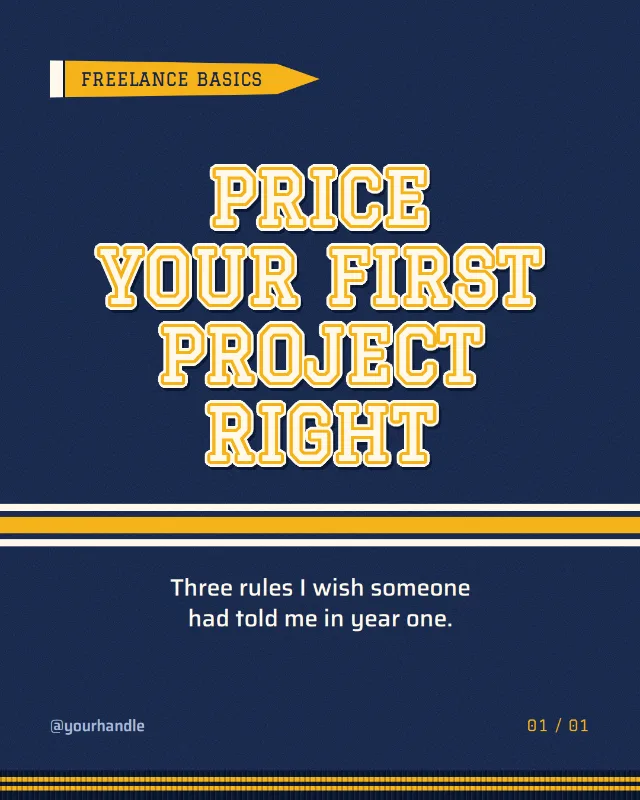 FREELANCE BASICS
PRICE
YOUR FIRST
PROJECT
RIGHT
Three rules I wish someone
had told me in year one.
@yourhandle
01 / 01